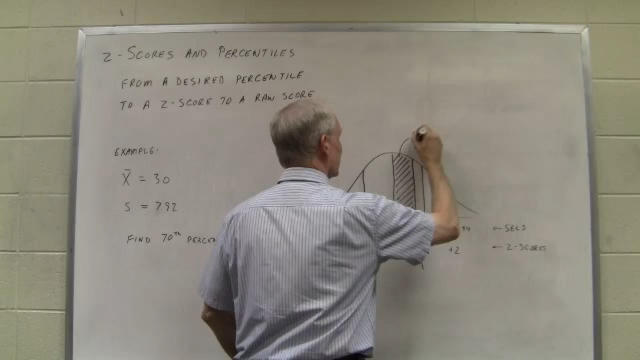 Z-SCORES AND PERCENTILES
FROM A DESIRED PERCENTILE
TO A Z-SCORE TO A RAW SCORE
EXAMPLE:
X̄ = 30
S = 7.92
FIND 70th PERCE
← SECS
+2 ← Z-SCORES